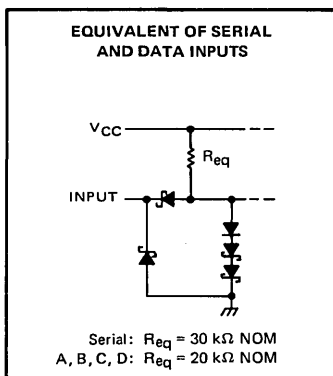 EQUIVALENT OF SERIAL
AND DATA INPUTS
VCC
Req
INPUT
Serial: Req = 30 kΩ NOM
A, B, C, D: Req = 20 kΩ NOM